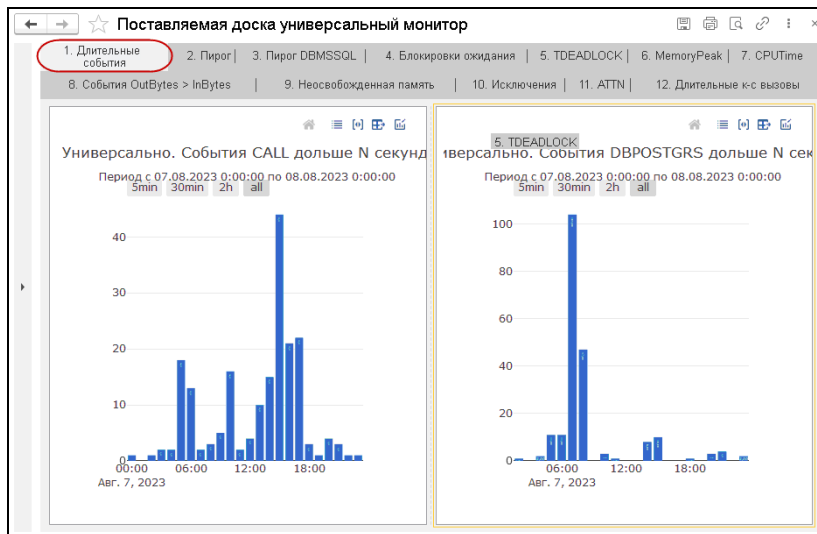 Поставляемая доска универсальный монитор
1. Длительные события
2. Пирог | 3. Пирог DBMSSQL | 4. Блокировки ожидания | 5. TDEADLOCK | 6. MemoryPeak | 7. CPUTime
8. События OutBytes > InBytes | 9. Неосвобожденная память | 10. Исключения | 11. ATTN | 12. Длительные к-с вызовы
Универсально. События CALL дольше N секунд
Период с 07.08.2023 0:00:00 по 08.08.2023 0:00:00
5min 30min 2h all
40
30
20
10
0
00:00 06:00 12:00 18:00
Авг. 7, 2023
5. TDEADLOCK
иверсально. События DBPOSTGRS дольше N сек
Период с 07.08.2023 0:00:00 по 08.08.2023 0:00:00
5min 30min 2h all
100
80
60
40
20
0
06:00 12:00 18:00
Авг. 7, 2023